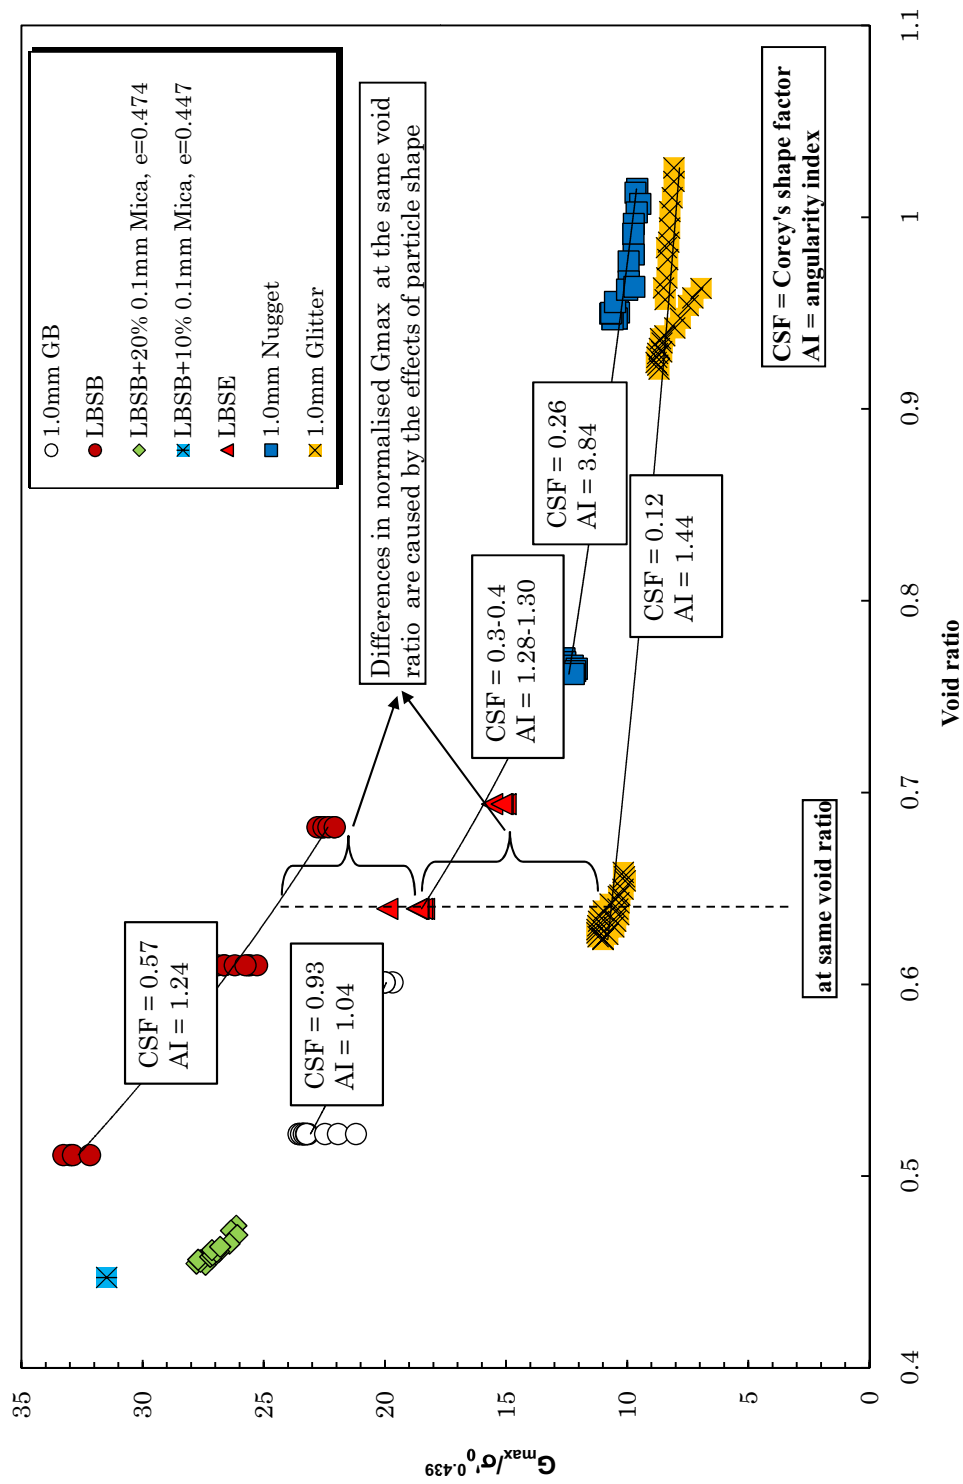 35
30
25
20
15
10
5
0
G_max/σ'_0^0.439
0.4
0.5
0.6
0.7
0.8
0.9
1
1.1
Void ratio
1.0mm GB
LBSB
LBSB+20% 0.1mm Mica, e=0.474
LBSB+10% 0.1mm Mica, e=0.447
LBSE
1.0mm Nugget
1.0mm Glitter
Differences in normalised Gmax at the same void
ratio are caused by the effects of particle shape
CSF = 0.57
AI = 1.24
CSF = 0.93
AI = 1.04
CSF = 0.3-0.4
AI = 1.28-1.30
CSF = 0.26
AI = 3.84
CSF = 0.12
AI = 1.44
at same void ratio
CSF = Corey's shape factor
AI = angularity index